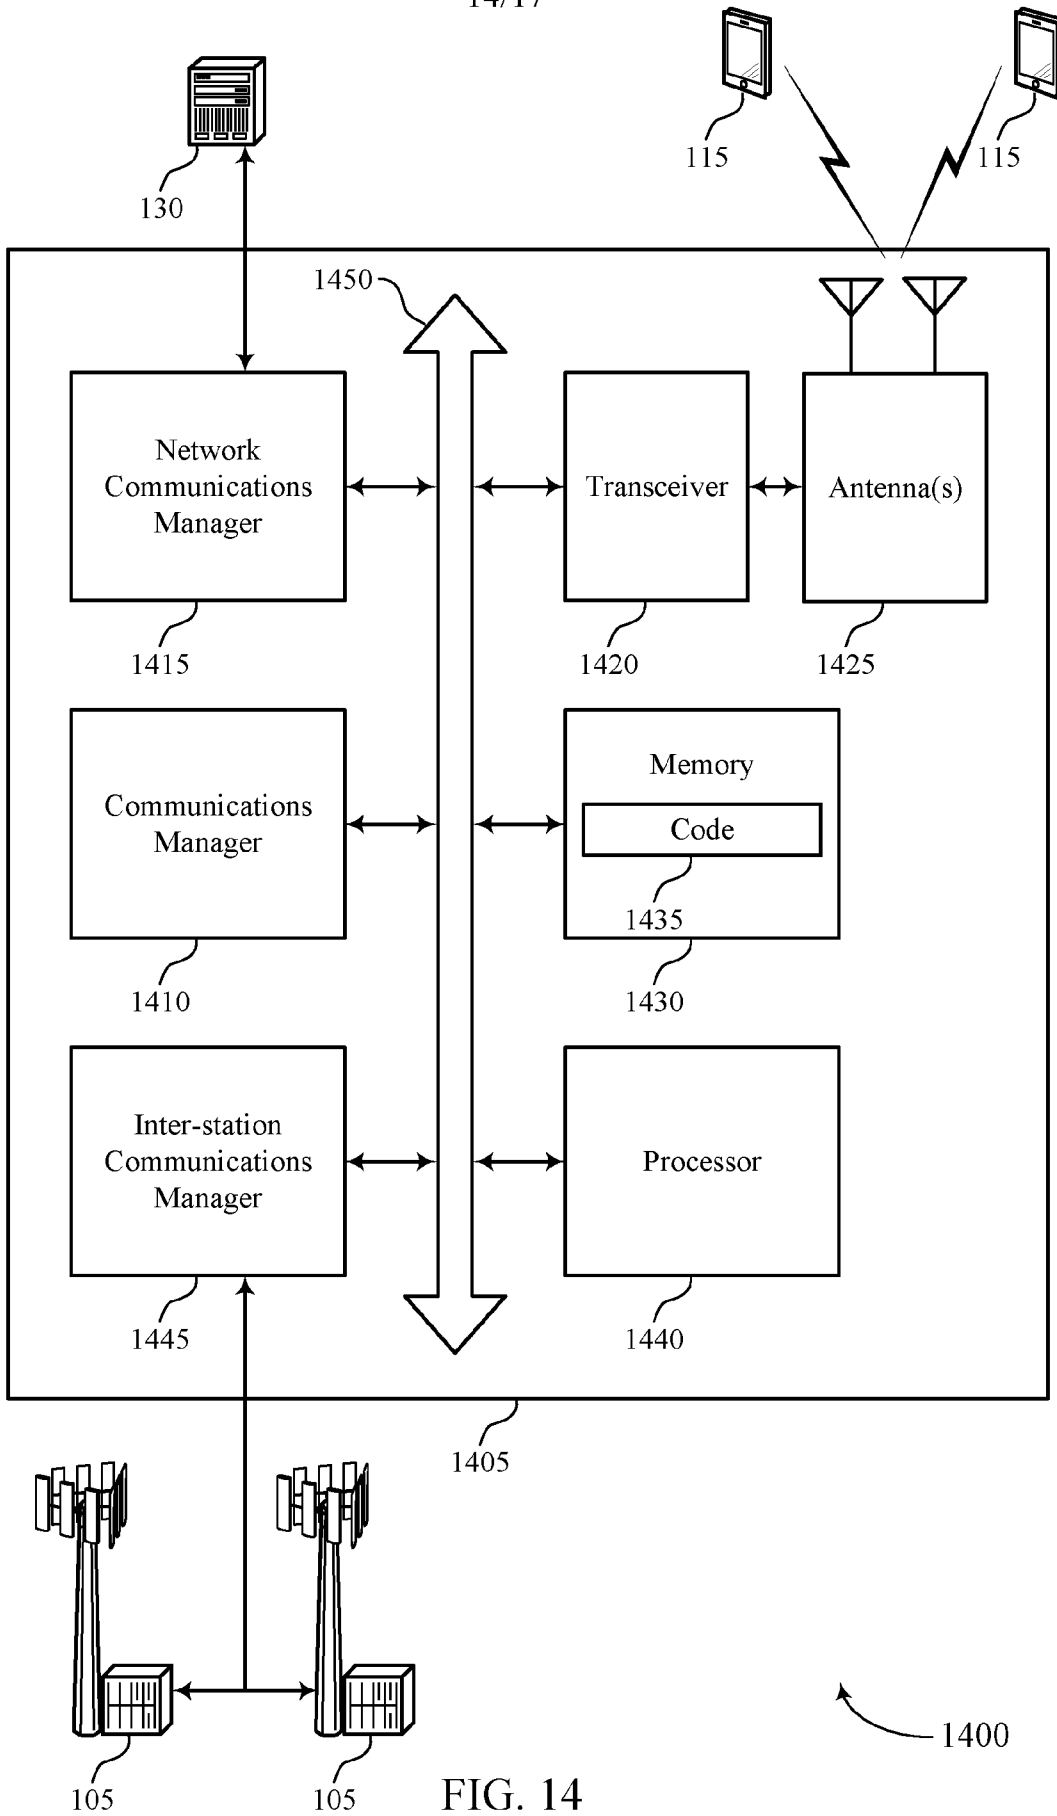 14/17
130
115
115
1450
Network
Communications
Manager
Transceiver
Antenna(s)
1415
1420
1425
Communications
Manager
Memory
Code
1435
1410
1430
Inter-station
Communications
Manager
Processor
1445
1440
1405
105
105
1400
FIG. 14